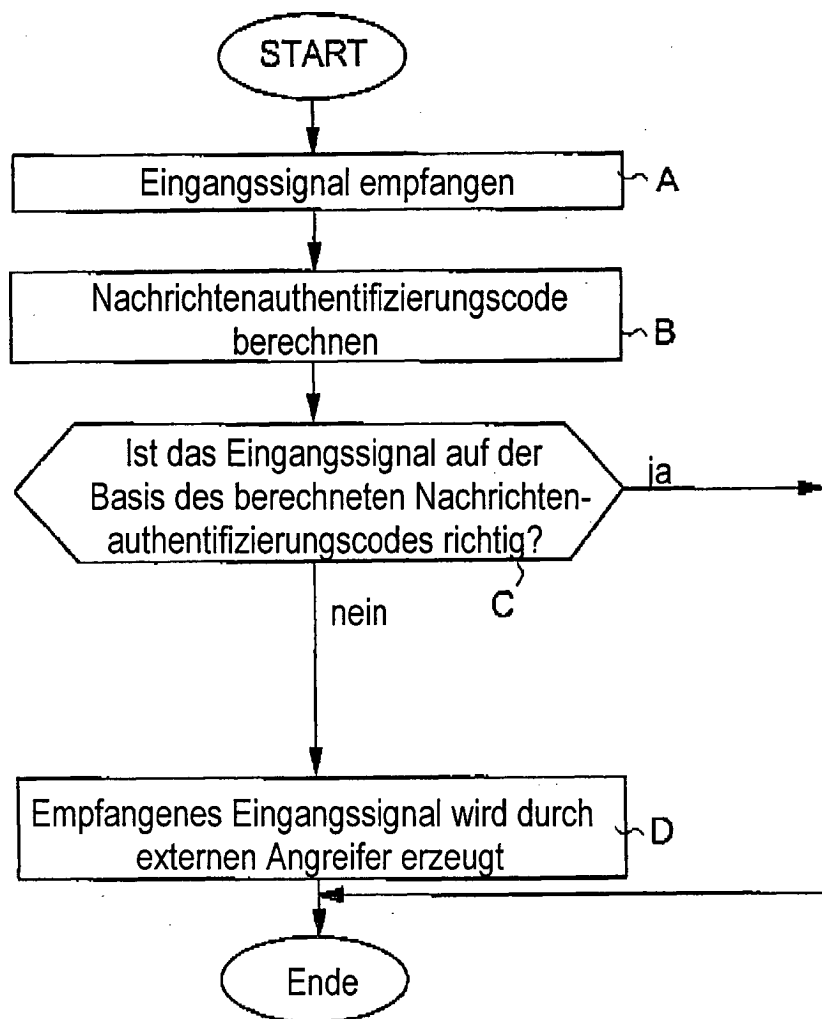 START
Eingangssignal empfangen
A
Nachrichtenauthentifizierungscode
berechnen
B
Ist das Eingangssignal auf der
Basis des berechneten Nachrichten-
authentifizierungscodes richtig?
ja
C
nein
Empfangenes Eingangssignal wird durch
externen Angreifer erzeugt
D
Ende